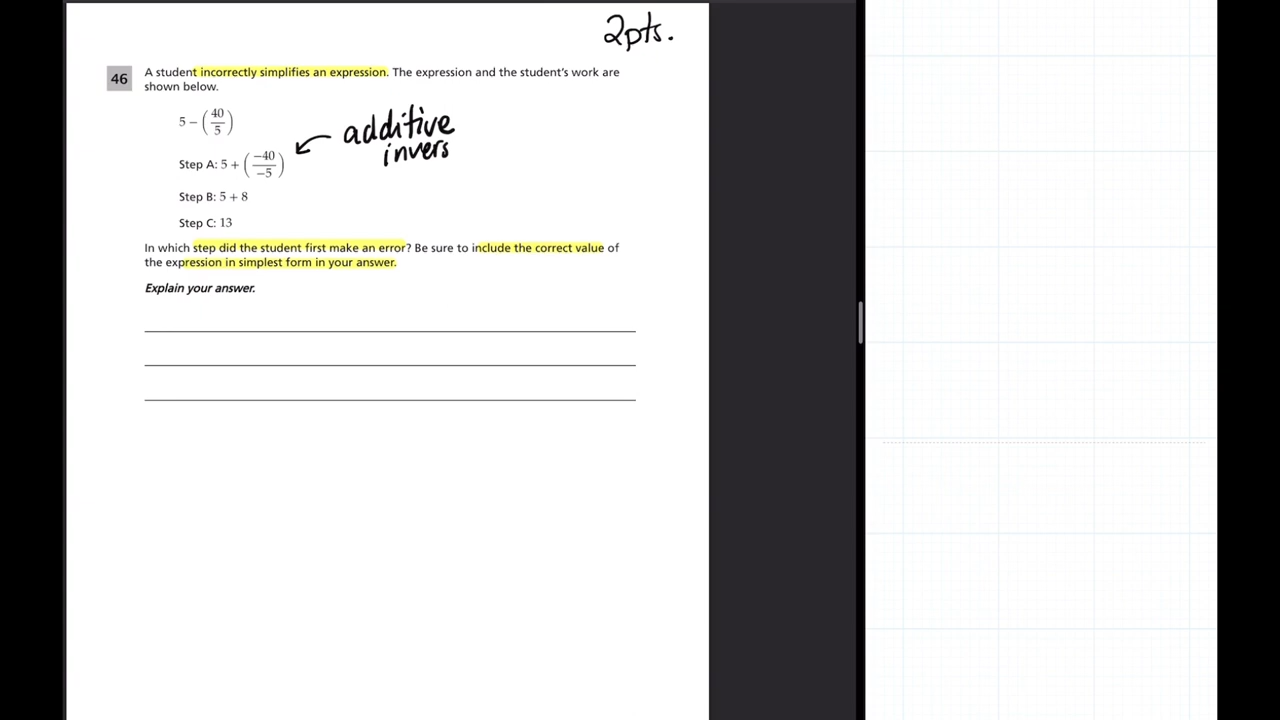 2pts.
46 A student incorrectly simplifies an expression. The expression and the student's work are
shown below.
5 – (40/5)
additive
invers
Step A: 5 + (–40/–5)
Step B: 5 + 8
Step C: 13
In which step did the student first make an error? Be sure to include the correct value of
the expression in simplest form in your answer.
Explain your answer.